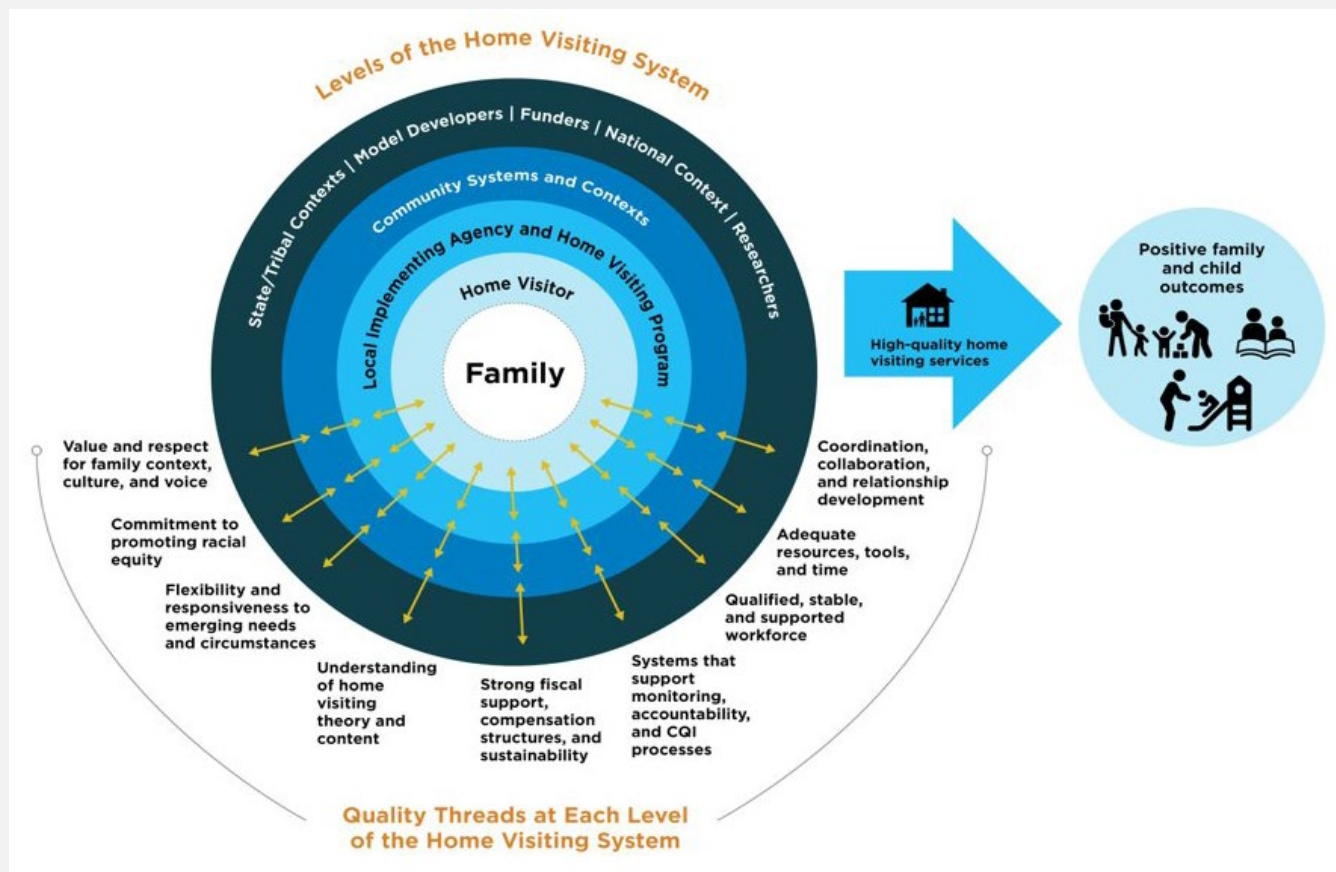 Levels of the Home Visiting System
State/Tribal Contexts | Model Developers | Funders | National Context | Researchers
Community Systems and Contexts
Local Implementing Agency and Home Visiting Program
Home Visitor
Family
High-quality home
visiting services
Positive family
and child
outcomes
Value and respect
for family context,
culture, and voice
Commitment to
promoting racial
equity
Flexibility and
responsiveness to
emerging needs
and circumstances
Understanding
of home
visiting
theory and
content
Strong fiscal
support,
compensation
structures, and
sustainability
Systems that
support
monitoring,
accountability,
and CQI
processes
Qualified, stable,
and supported
workforce
Adequate
resources, tools,
and time
Coordination,
collaboration,
and relationship
development
Quality Threads at Each Level
of the Home Visiting System